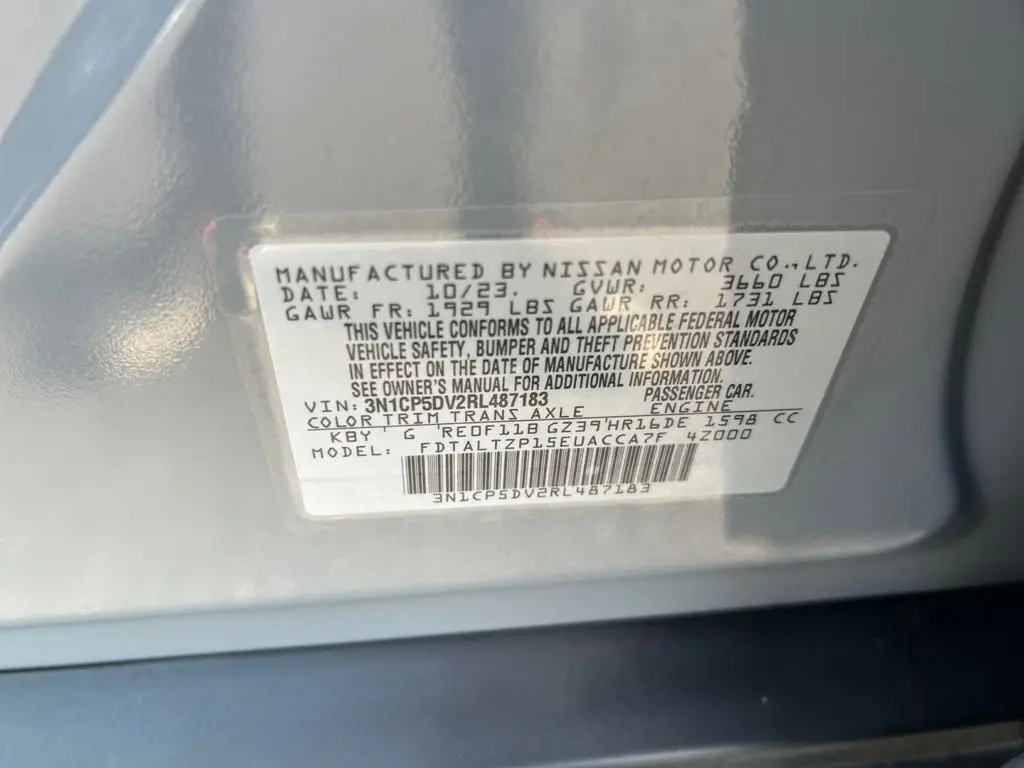 MANUFACTURED BY NISSAN MOTOR CO.,LTD.
DATE: 10/23. GVWR: 3660 LBS
GAWR FR: 1929 LBS GAWR RR: 1731 LBS
THIS VEHICLE CONFORMS TO ALL APPLICABLE FEDERAL MOTOR
VEHICLE SAFETY, BUMPER AND THEFT PREVENTION STANDARDS
IN EFFECT ON THE DATE OF MANUFACTURE SHOWN ABOVE.
SEE OWNER'S MANUAL FOR ADDITIONAL INFORMATION.
VIN: 3N1CP5DV2RL487183 PASSENGER CAR.
COLOR TRIM TRANS AXLE ENGINE
KBY G RE0F11B GZ39 HR16DE 1598 CC
MODEL: FDTALTZP15EUACCA7F 4Z000
3N1CP5DV2RL487183